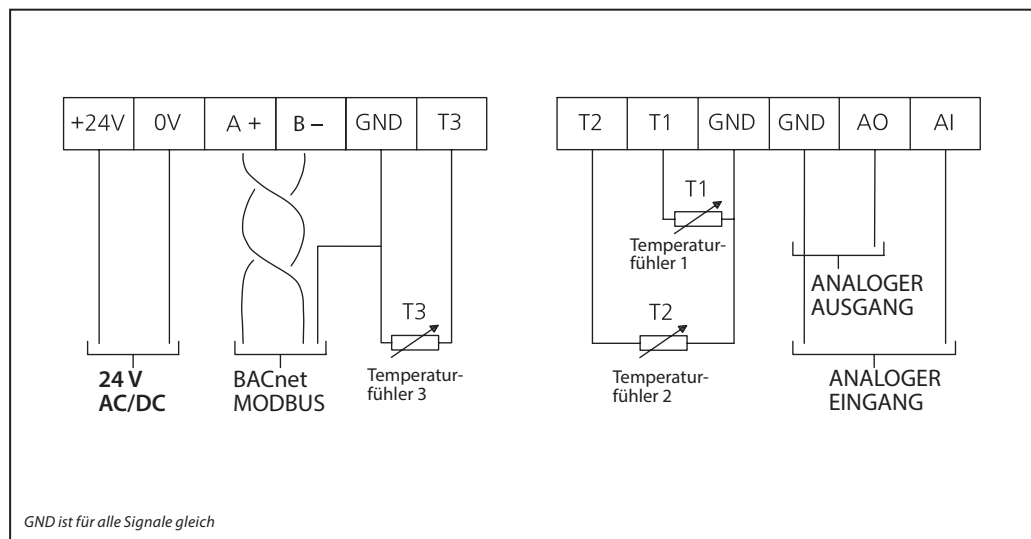 +24V 0V A + B – GND T3
T2 T1 GND GND AO AI
T1
Temperatur-
fühler 1
ANALOGER
AUSGANG
T3
Temperatur-
fühler 3
T2
Temperatur-
fühler 2
24 V
AC/DC
BACnet
MODBUS
ANALOGER
EINGANG
GND ist für alle Signale gleich